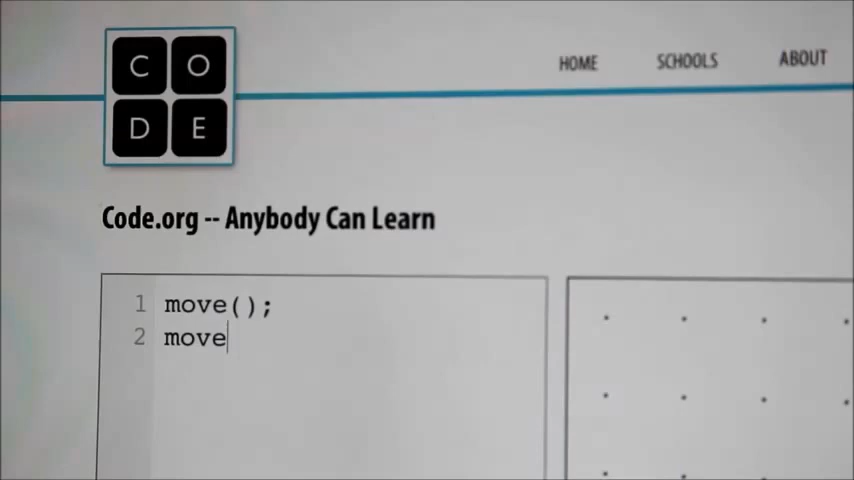 C O
D E
HOME SCHOOLS ABOUT
Code.org -- Anybody Can Learn
1 move();
2 move